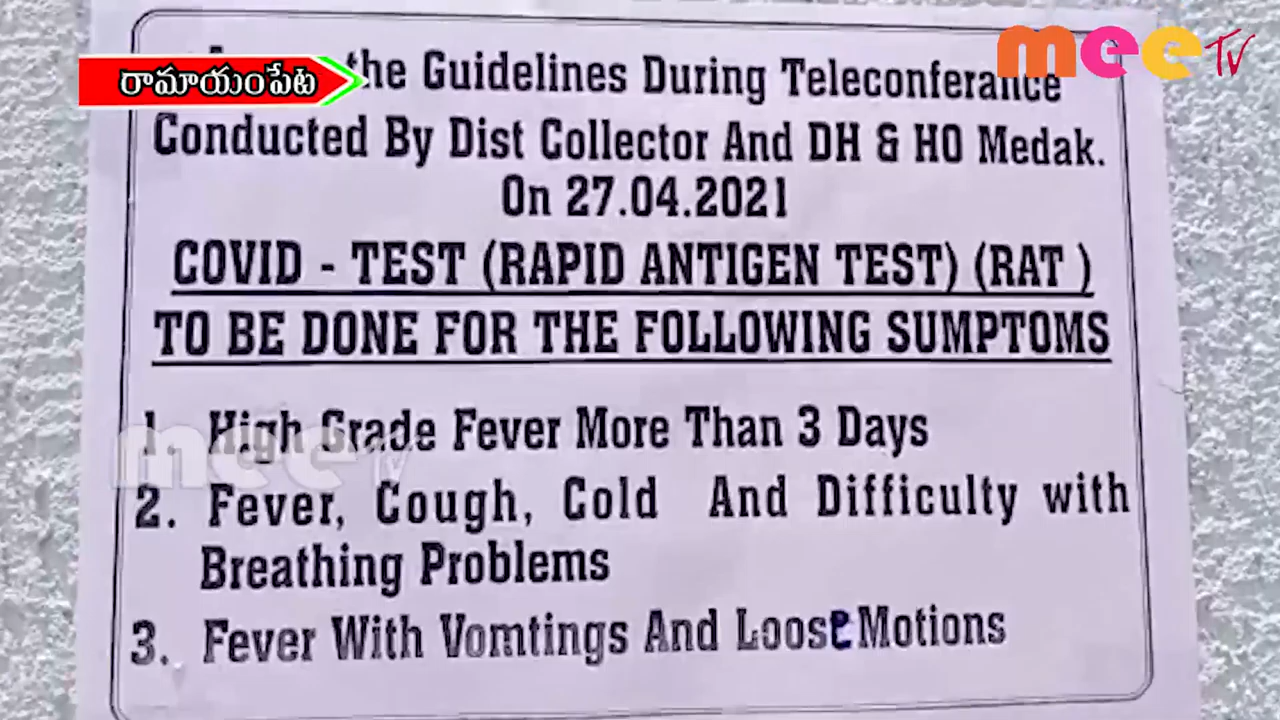 mee TV
రామాయంపేట
the Guidelines During Teleconferance
Conducted By Dist Collector And DH & HO Medak.
On 27.04.2021
COVID - TEST (RAPID ANTIGEN TEST) (RAT )
TO BE DONE FOR THE FOLLOWING SUMPTOMS
1. High Grade Fever More Than 3 Days
mee TV
2. Fever, Cough, Cold And Difficulty with
Breathing Problems
3. Fever With Vomtings And Loose Motions